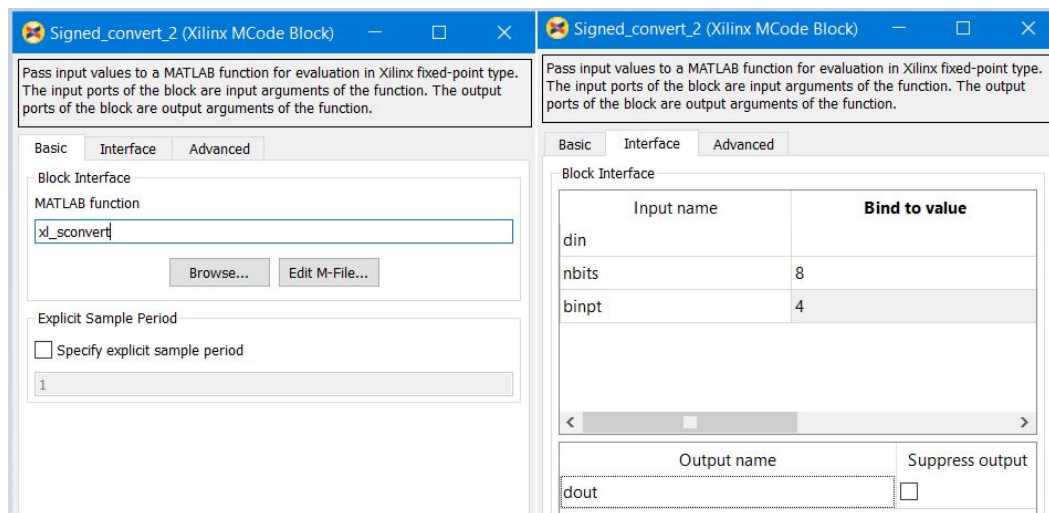 Signed_convert_2 (Xilinx MCode Block)
Pass input values to a MATLAB function for evaluation in Xilinx fixed-point type.
The input ports of the block are input arguments of the function. The output
ports of the block are output arguments of the function.
Basic Interface Advanced
Block Interface
MATLAB function
xl_sconvert
Browse... Edit M-File...
Explicit Sample Period
Specify explicit sample period
1
Signed_convert_2 (Xilinx MCode Block)
Pass input values to a MATLAB function for evaluation in Xilinx fixed-point type.
The input ports of the block are input arguments of the function. The output
ports of the block are output arguments of the function.
Basic Interface Advanced
Block Interface
Input name Bind to value
din
nbits 8
binpt 4
Output name Suppress output
dout